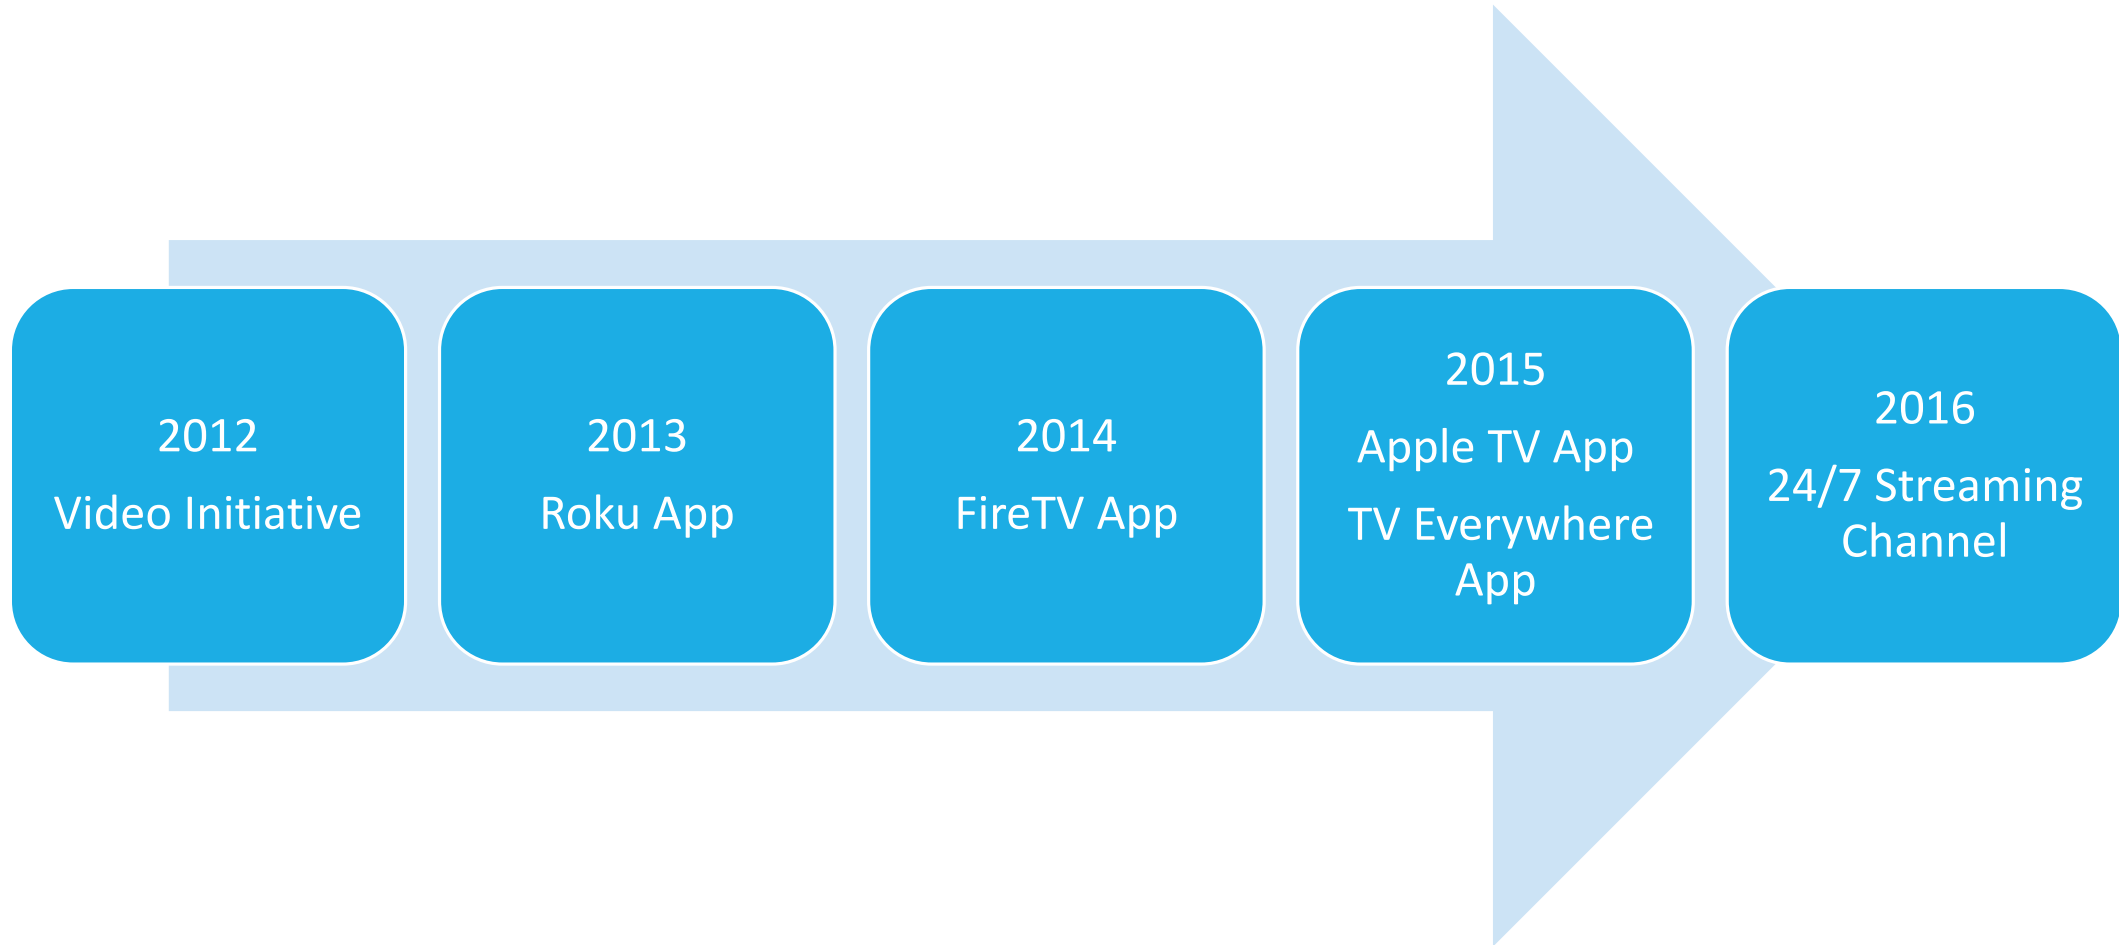 2012
Video Initiative
2013
Roku App
2014
FireTV App
2015
Apple TV App
TV Everywhere
App
2016
24/7 Streaming
Channel